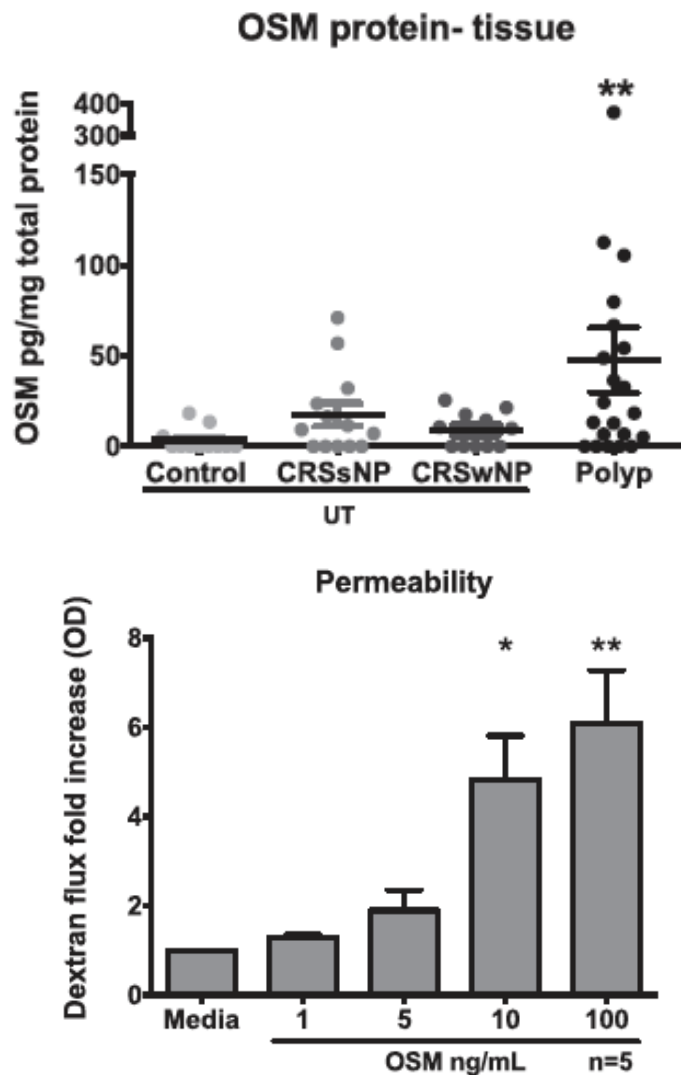 OSM protein- tissue
OSM pg/mg total protein
400
300
150
100
50
0
**
Control CRSsNP CRSwNP Polyp
UT
Permeability
Dextran flux fold increase (OD)
8
6
4
2
0
* **
Media 1 5 10 100
OSM ng/mL n=5